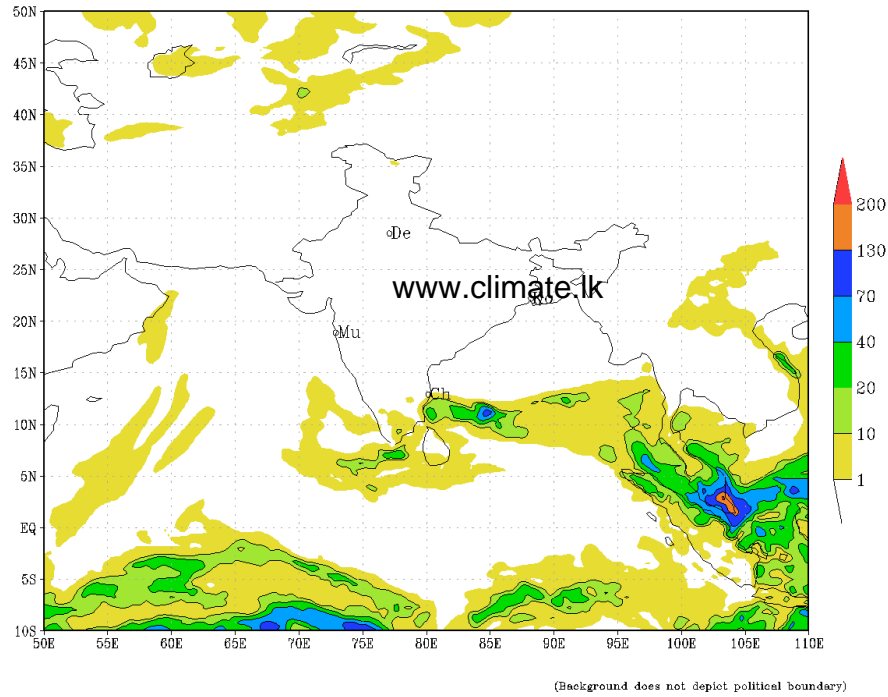 50N
45N
40N
35N
30N
De
25N
www.climate.lk
20N
Mu
15N
Ch
10N
5N
EQ
5S
10S
50E 55E 60E 65E 70E 75E 80E 85E 90E 95E 100E 105E 110E
200
130
70
40
20
10
1
(Background does not depict political boundary)